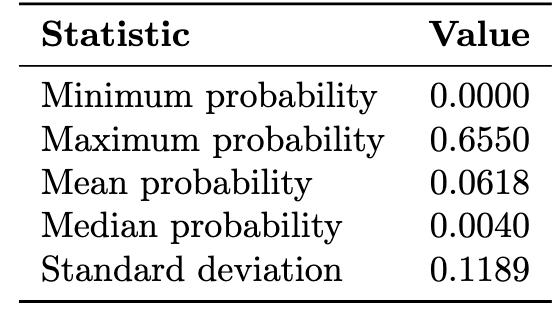 Statistic Value
Minimum probability 0.0000
Maximum probability 0.6550
Mean probability 0.0618
Median probability 0.0040
Standard deviation 0.1189